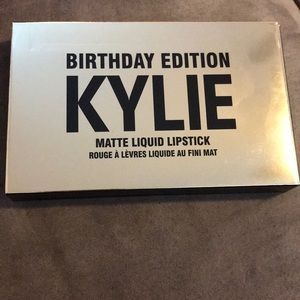 BIRTHDAY EDITION
KYLIE
MATTE LIQUID LIPSTICK
ROUGE À LÈVRES LIQUIDE AU FINI MAT